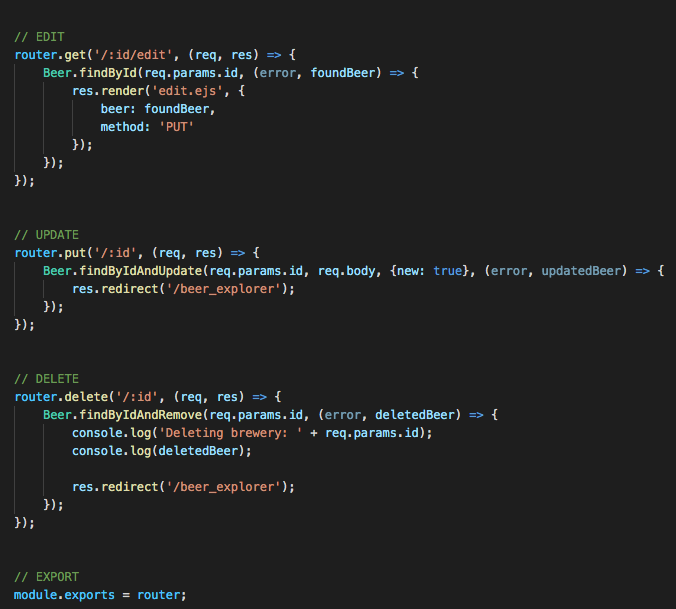 // EDIT
router.get('/:id/edit', (req, res) => {
    Beer.findById(req.params.id, (error, foundBeer) => {
        res.render('edit.ejs', {
            beer: foundBeer,
            method: 'PUT'
        });
    });
});
// UPDATE
router.put('/:id', (req, res) => {
    Beer.findByIdAndUpdate(req.params.id, req.body, {new: true}, (error, updatedBeer) => {
        res.redirect('/beer_explorer');
    });
});
// DELETE
router.delete('/:id', (req, res) => {
    Beer.findByIdAndRemove(req.params.id, (error, deletedBeer) => {
        console.log('Deleting brewery: ' + req.params.id);
        console.log(deletedBeer);
        res.redirect('/beer_explorer');
    });
});
// EXPORT
module.exports = router;